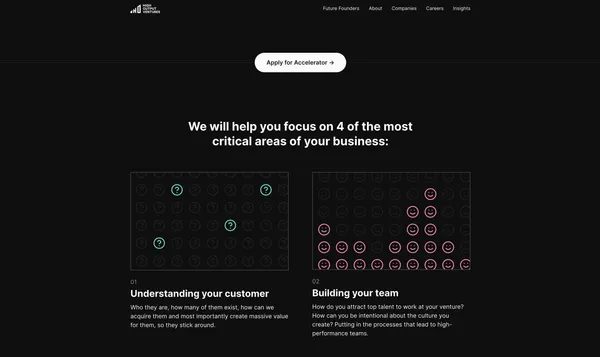 HIGH
OUTPUT
VENTURES
Future Founders About Companies Careers Insights
Apply for Accelerator →
We will help you focus on 4 of the most
critical areas of your business:
01
Understanding your customer
Who they are, how many of them exist, how can we
acquire them and most importantly create massive value
for them, so they stick around.
02
Building your team
How do you attract top talent to work at your venture?
How can you be intentional about the culture you
create? Putting in the processes that lead to high-
performance teams.